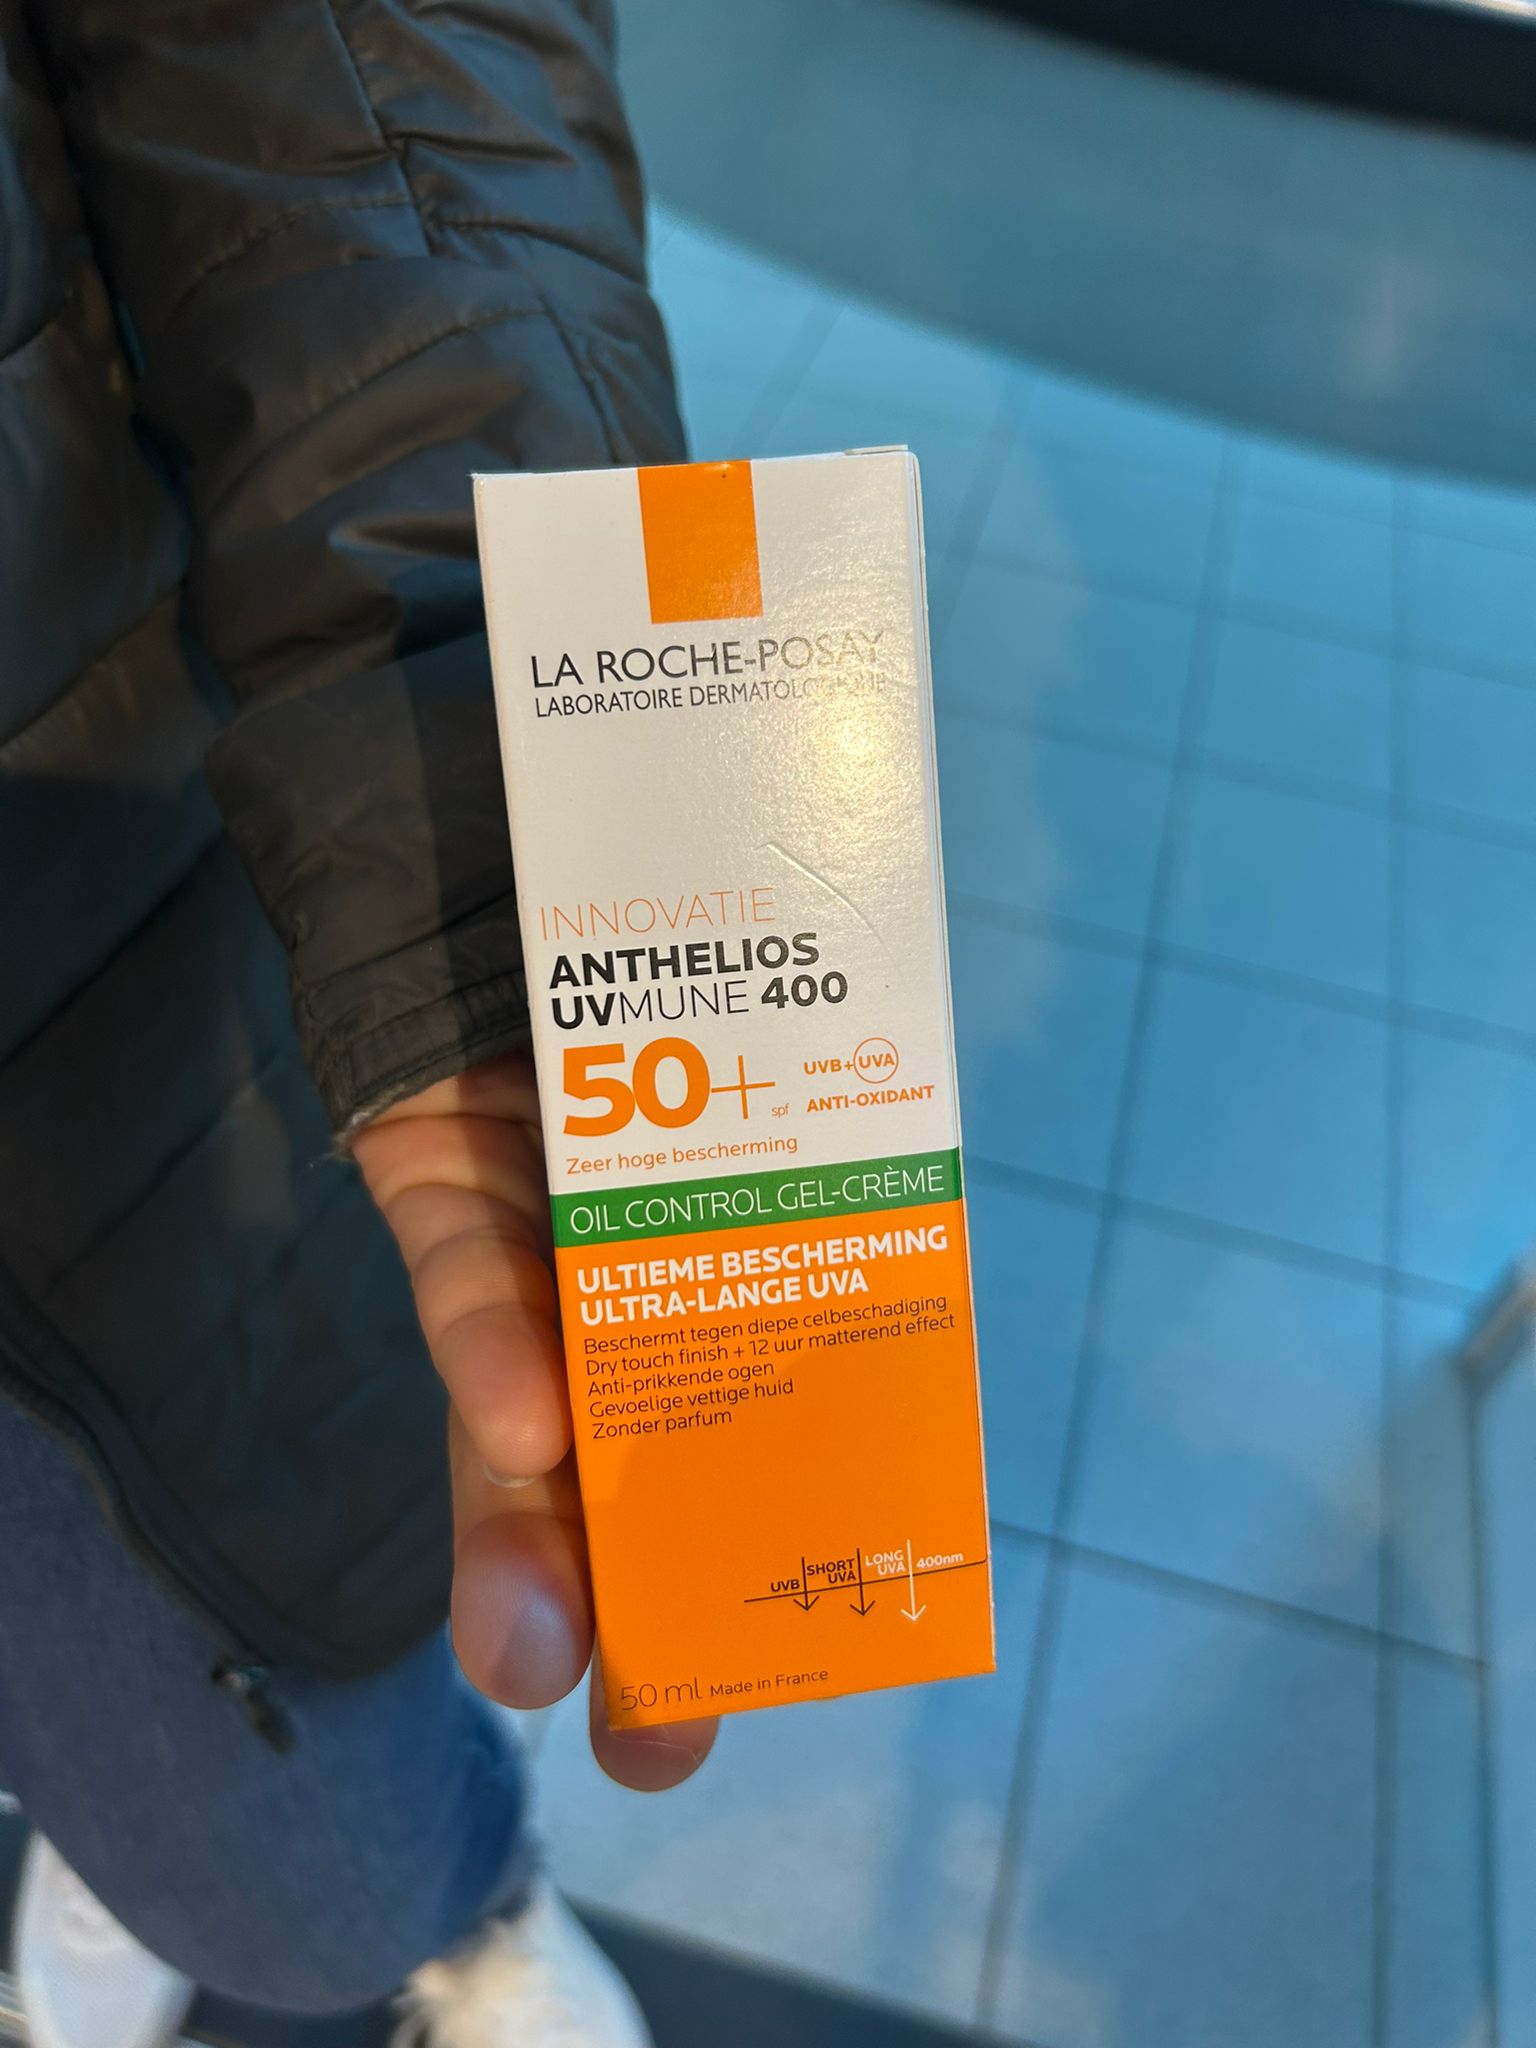 LA ROCHE-POSAY
LABORATOIRE DERMATOLOGIQUE
INNOVATIE
ANTHELIOS
UVMUNE 400
50+ spf
UVB+UVA
ANTI-OXIDANT
Zeer hoge bescherming
OIL CONTROL GEL-CRÈME
ULTIEME BESCHERMING
ULTRA-LANGE UVA
Beschermt tegen diepe celbeschadiging
Dry touch finish + 12 uur matterend effect
Anti-prikkende ogen
Gevoelige vettige huid
Zonder parfum
UVB
SHORT
UVA
LONG
UVA
400nm
50 ml Made in France